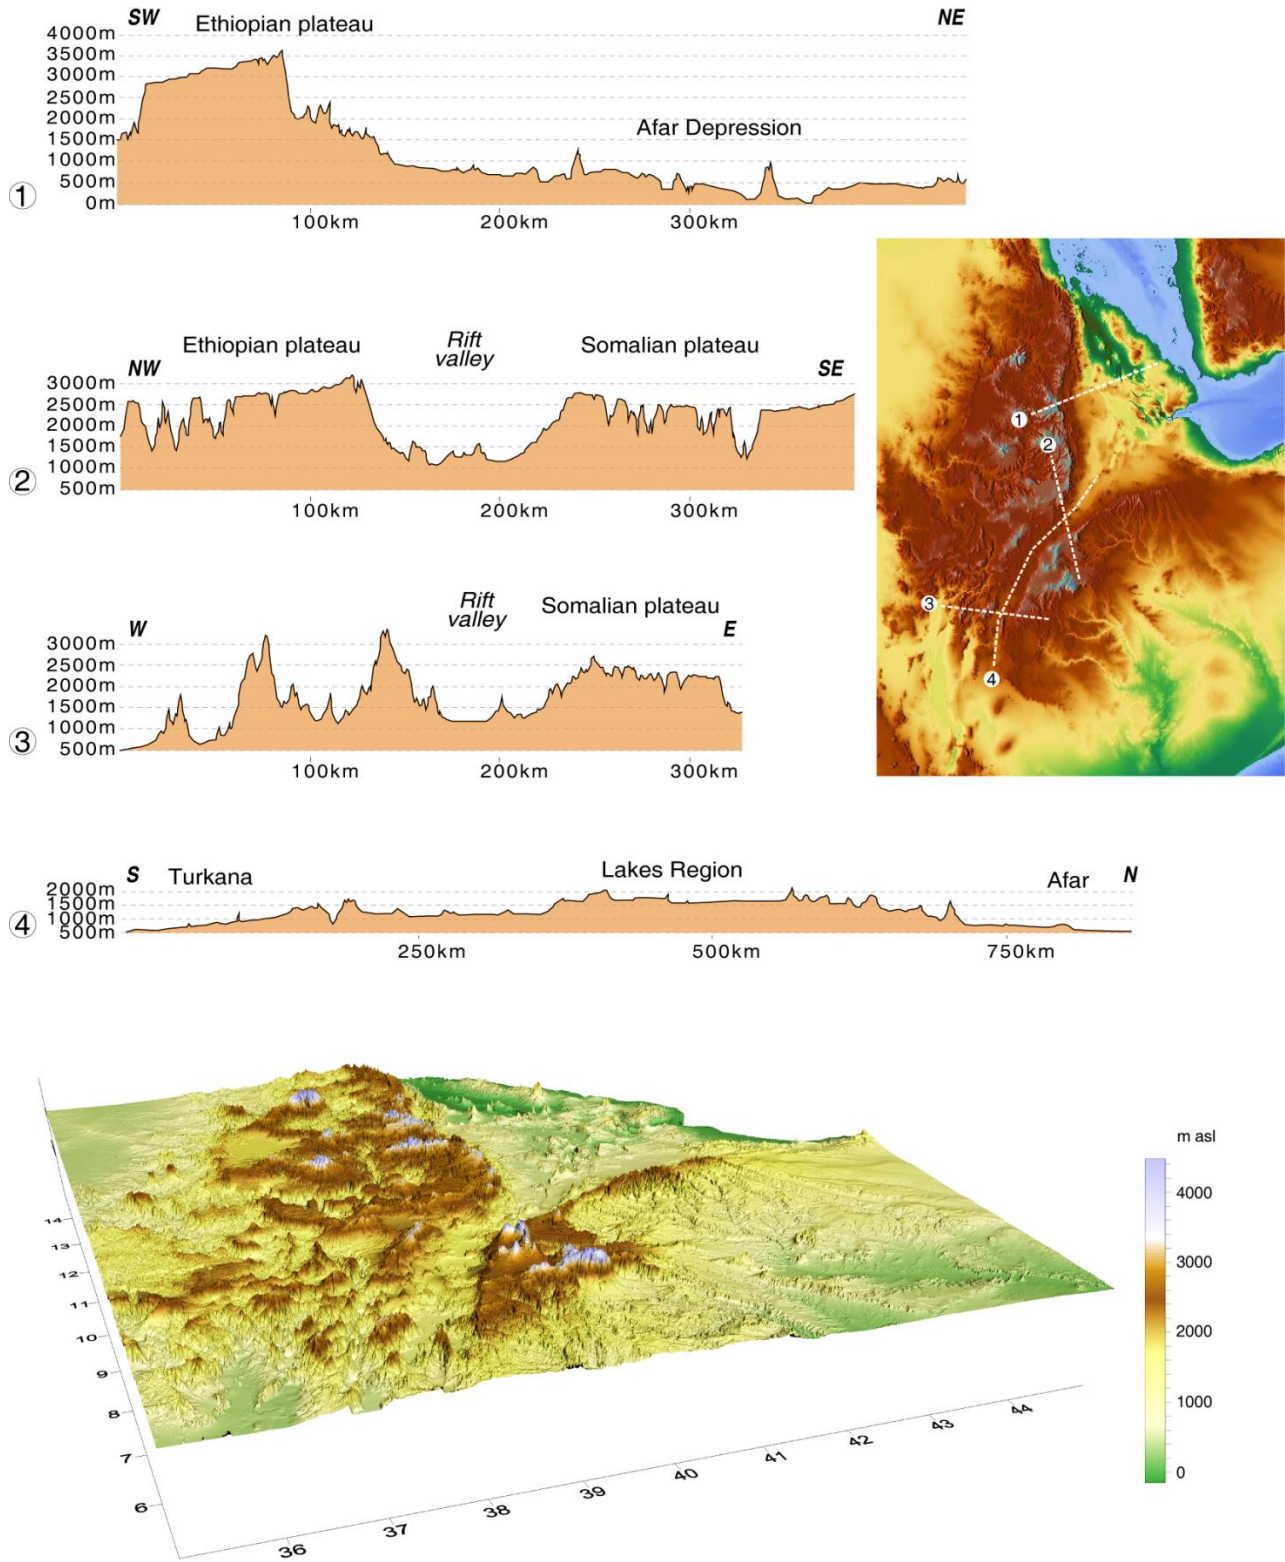 SW Ethiopian plateau NE
4000m
3500m
3000m
2500m
2000m
1500m
1000m
500m
0m
Afar Depression
1
100km 200km 300km
Ethiopian plateau Rift valley Somalian plateau
NW SE
3000m
2500m
2000m
1500m
1000m
500m
2
100km 200km 300km
Rift valley Somalian plateau
W E
3000m
2500m
2000m
1500m
1000m
500m
3
100km 200km 300km
1
2
3
4
S Turkana Lakes Region Afar N
2000m
1500m
1000m
500m
4
250km 500km 750km
m asl
4000
3000
2000
1000
0
14
13
12
11
10
9
8
7
6
36 37 38 39 40 41 42 43 44